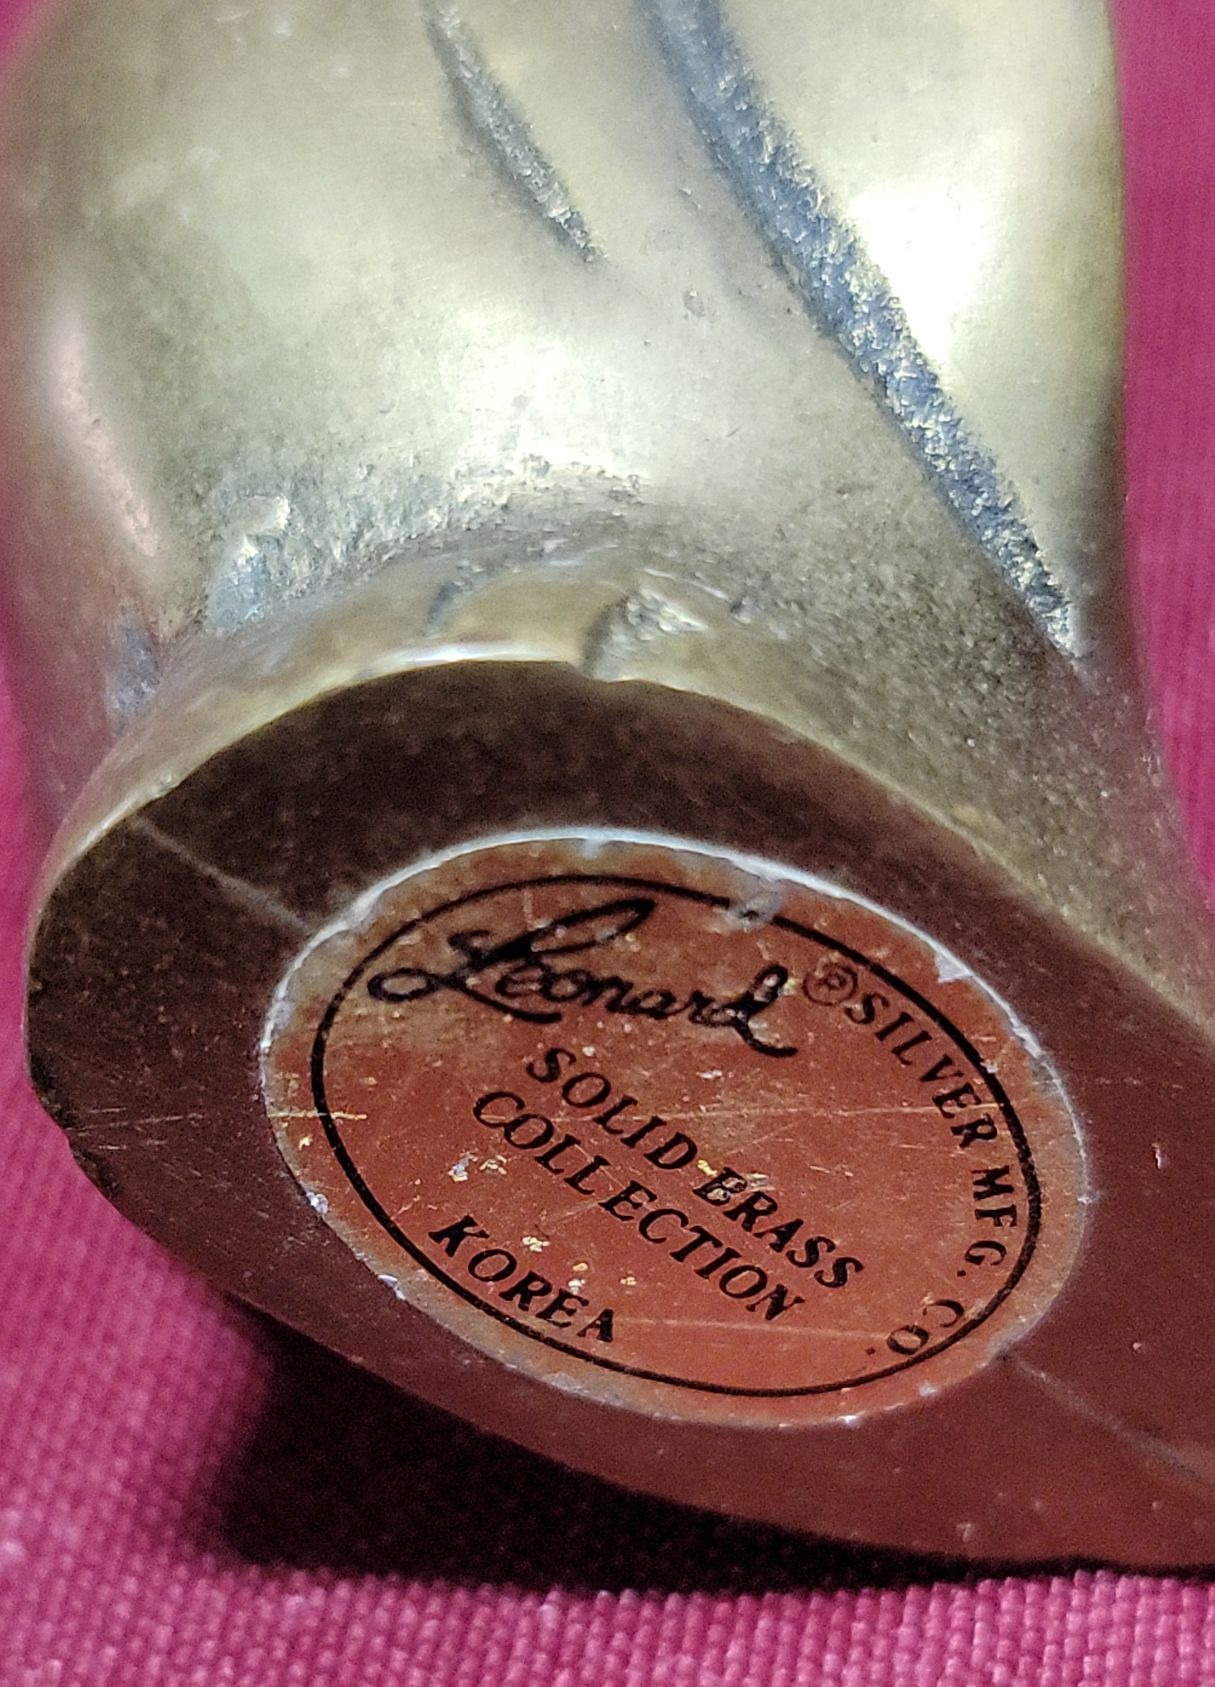 Leonard
® SILVER MFG. CO.
SOLID BRASS
COLLECTION
KOREA